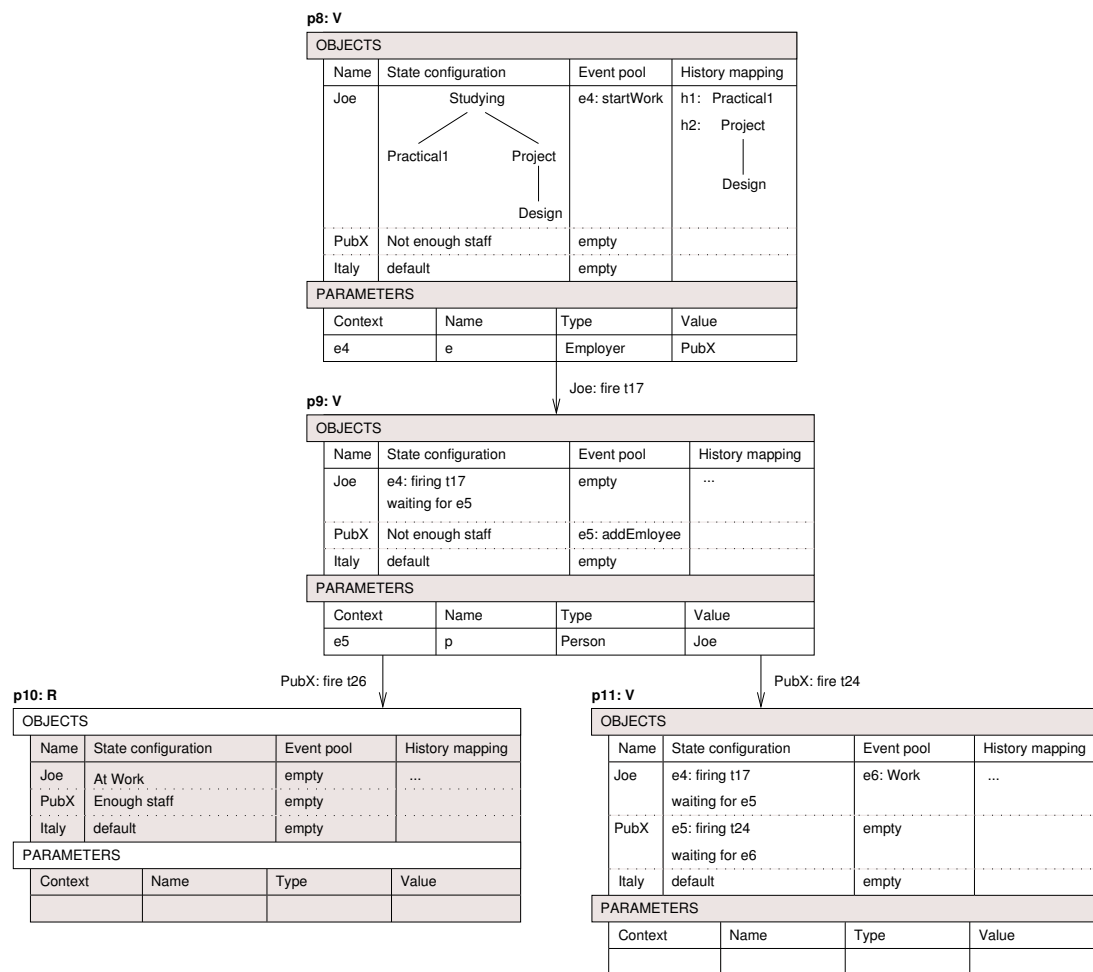 p8: V
OBJECTS
Name State configuration Event pool History mapping
Joe Studying e4: startWork h1: Practical1
h2: Project
Practical1 Project
Design
Design
PubX Not enough staff empty
Italy default empty
PARAMETERS
Context Name Type Value
e4 e Employer PubX
Joe: fire t17
p9: V
OBJECTS
Name State configuration Event pool History mapping
Joe e4: firing t17 empty ...
waiting for e5
PubX Not enough staff e5: addEmloyee
Italy default empty
PARAMETERS
Context Name Type Value
e5 p Person Joe
PubX: fire t26 PubX: fire t24
p10: R
OBJECTS
Name State configuration Event pool History mapping
Joe At Work empty ...
PubX Enough staff empty
Italy default empty
PARAMETERS
Context Name Type Value
p11: V
OBJECTS
Name State configuration Event pool History mapping
Joe e4: firing t17 e6: Work ...
waiting for e5
PubX e5: firing t24 empty
waiting for e6
Italy default empty
PARAMETERS
Context Name Type Value